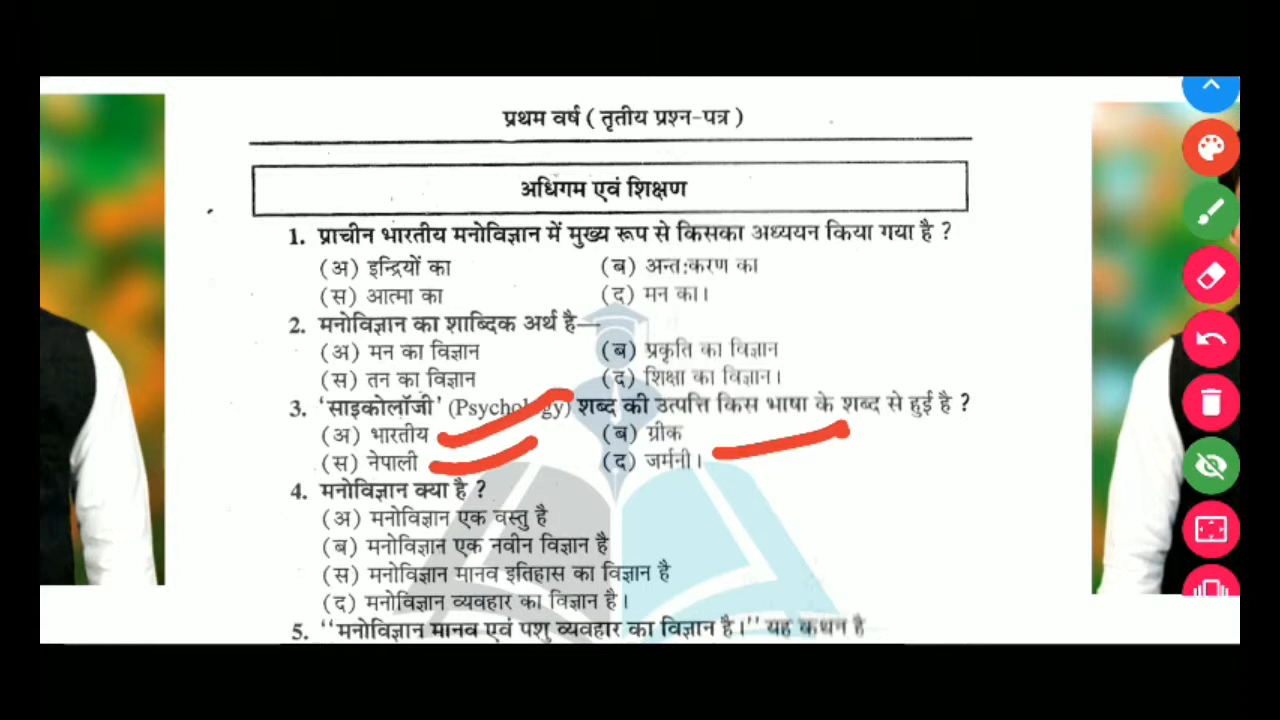 प्रथम वर्ष ( तृतीय प्रश्न-पत्र )
अधिगम एवं शिक्षण
1. प्राचीन भारतीय मनोविज्ञान में मुख्य रूप से किसका अध्ययन किया गया है ?
(अ) इन्द्रियों का (ब) अन्तःकरण का
(स) आत्मा का (द) मन का।
2. मनोविज्ञान का शाब्दिक अर्थ है—
(अ) मन का विज्ञान (ब) प्रकृति का विज्ञान
(स) तन का विज्ञान (द) शिक्षा का विज्ञान।
3. 'साइकोलॉजी' (Psychology) शब्द की उत्पत्ति किस भाषा के शब्द से हुई है ?
(अ) भारतीय (ब) ग्रीक
(स) नेपाली (द) जर्मनी।
4. मनोविज्ञान क्या है ?
(अ) मनोविज्ञान एक वस्तु है
(ब) मनोविज्ञान एक नवीन विज्ञान है
(स) मनोविज्ञान मानव इतिहास का विज्ञान है
(द) मनोविज्ञान व्यवहार का विज्ञान है।
5. "मनोविज्ञान मानव एवं पशु व्यवहार का विज्ञान है।" यह कथन है